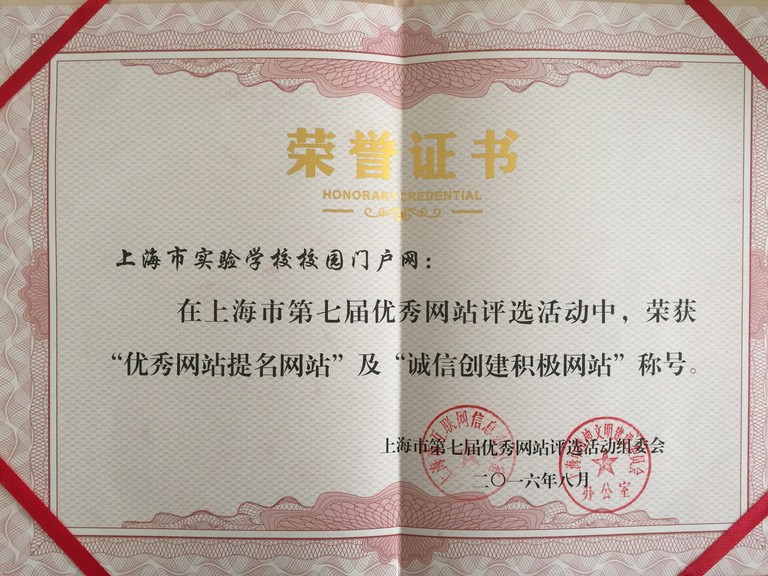 荣誉证书
HONORARY CREDENTIAL
上海市实验学校校园门户网：
在上海市第七届优秀网站评选活动中，荣获
“优秀网站提名网站”及“诚信创建积极网站”称号。
上海市第七届优秀网站评选活动组委会
二〇一六年八月
办公室